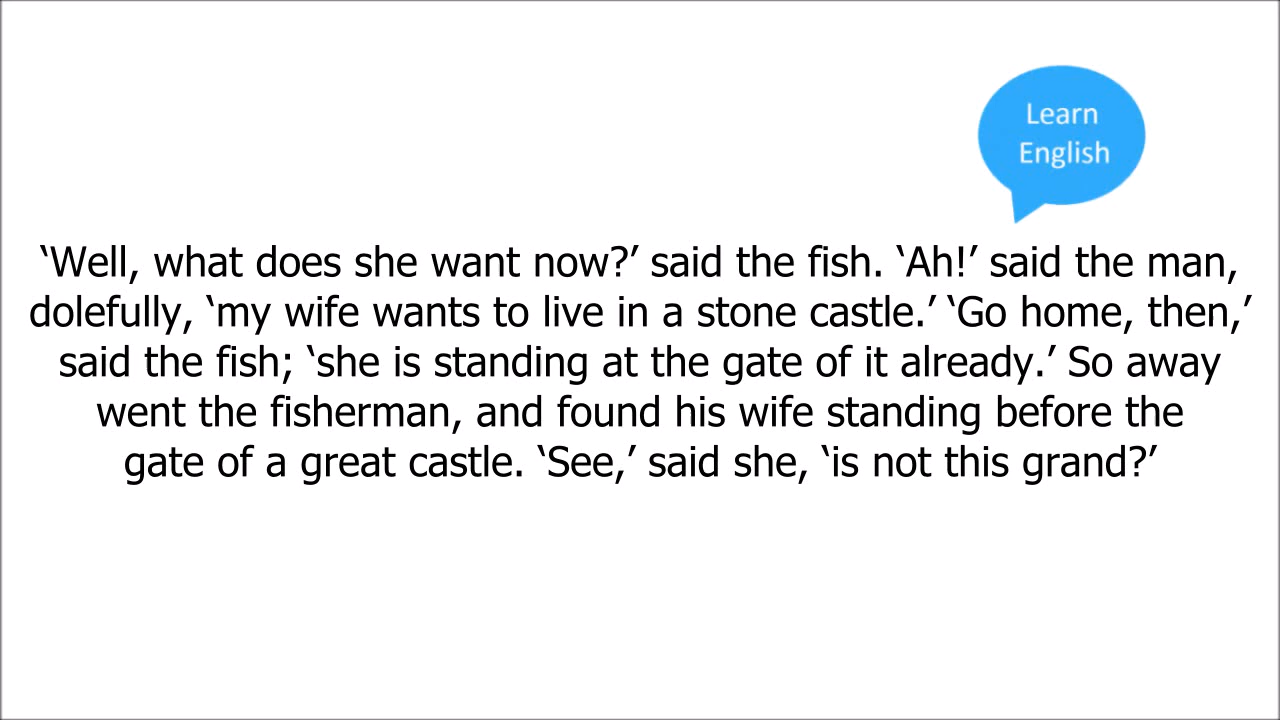 Learn
English
‘Well, what does she want now?’ said the fish. ‘Ah!’ said the man,
dolefully, ‘my wife wants to live in a stone castle.’ ‘Go home, then,’
said the fish; ‘she is standing at the gate of it already.’ So away
went the fisherman, and found his wife standing before the
gate of a great castle. ‘See,’ said she, ‘is not this grand?’